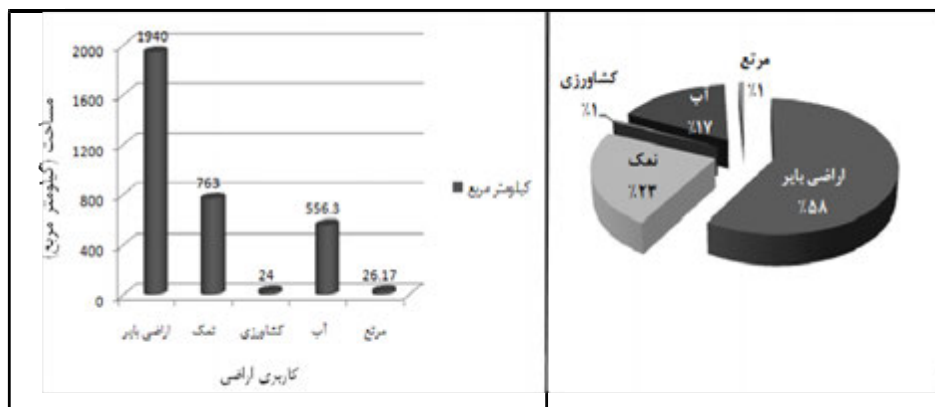 1940
2000
1600
1200
800
400
0
763
24
556.3
26.17
مساحت (کیلومتر مربع)
اراضی بایر
نمک
کشاورزی
آب
مرتع
کاربری اراضی
کیلومتر مربع
مرتع
٪۱
کشاورزی
٪۱
آب
٪۱۷
نمک
٪۲۳
اراضی بایر
٪۵۸